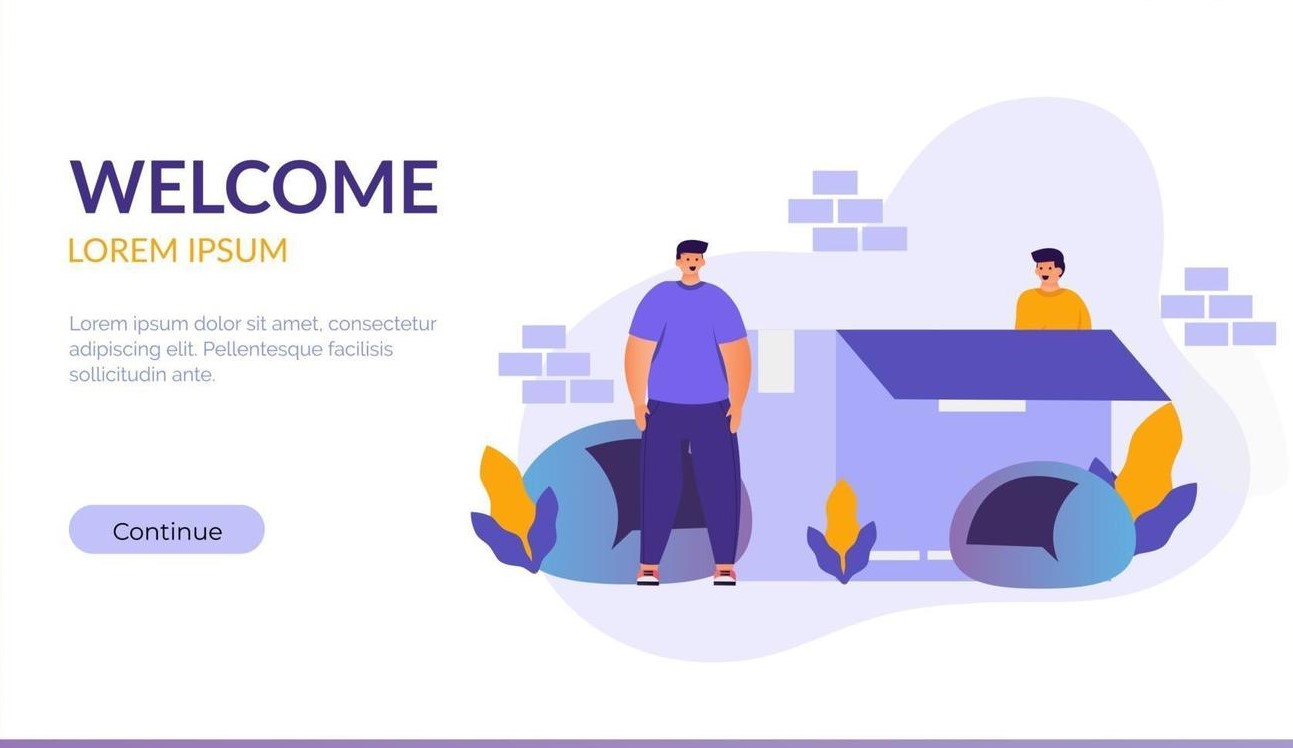 WELCOME
LOREM IPSUM
Lorem ipsum dolor sit amet, consectetur
adipiscing elit. Pellentesque facilisis
sollicitudin ante.
Continue